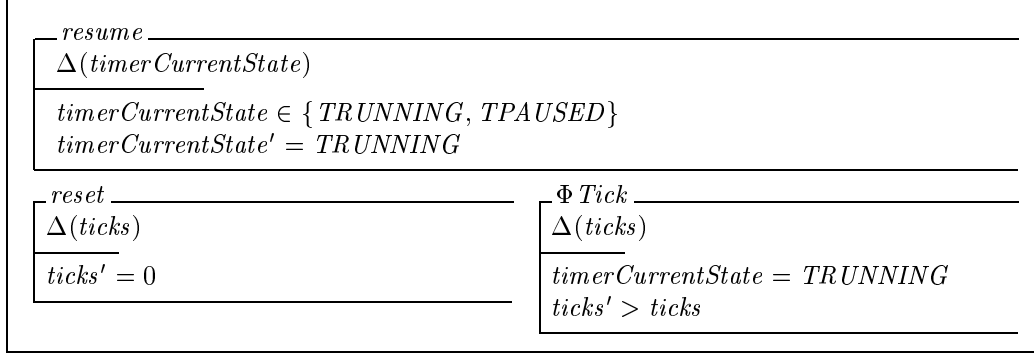 resume
Δ(timerCurrentState)
timerCurrentState ∈ {TRUNNING, TPAUSED}
timerCurrentState′ = TRUNNING
reset
Δ(ticks)
ticks′ = 0
Φ Tick
Δ(ticks)
timerCurrentState = TRUNNING
ticks′ > ticks